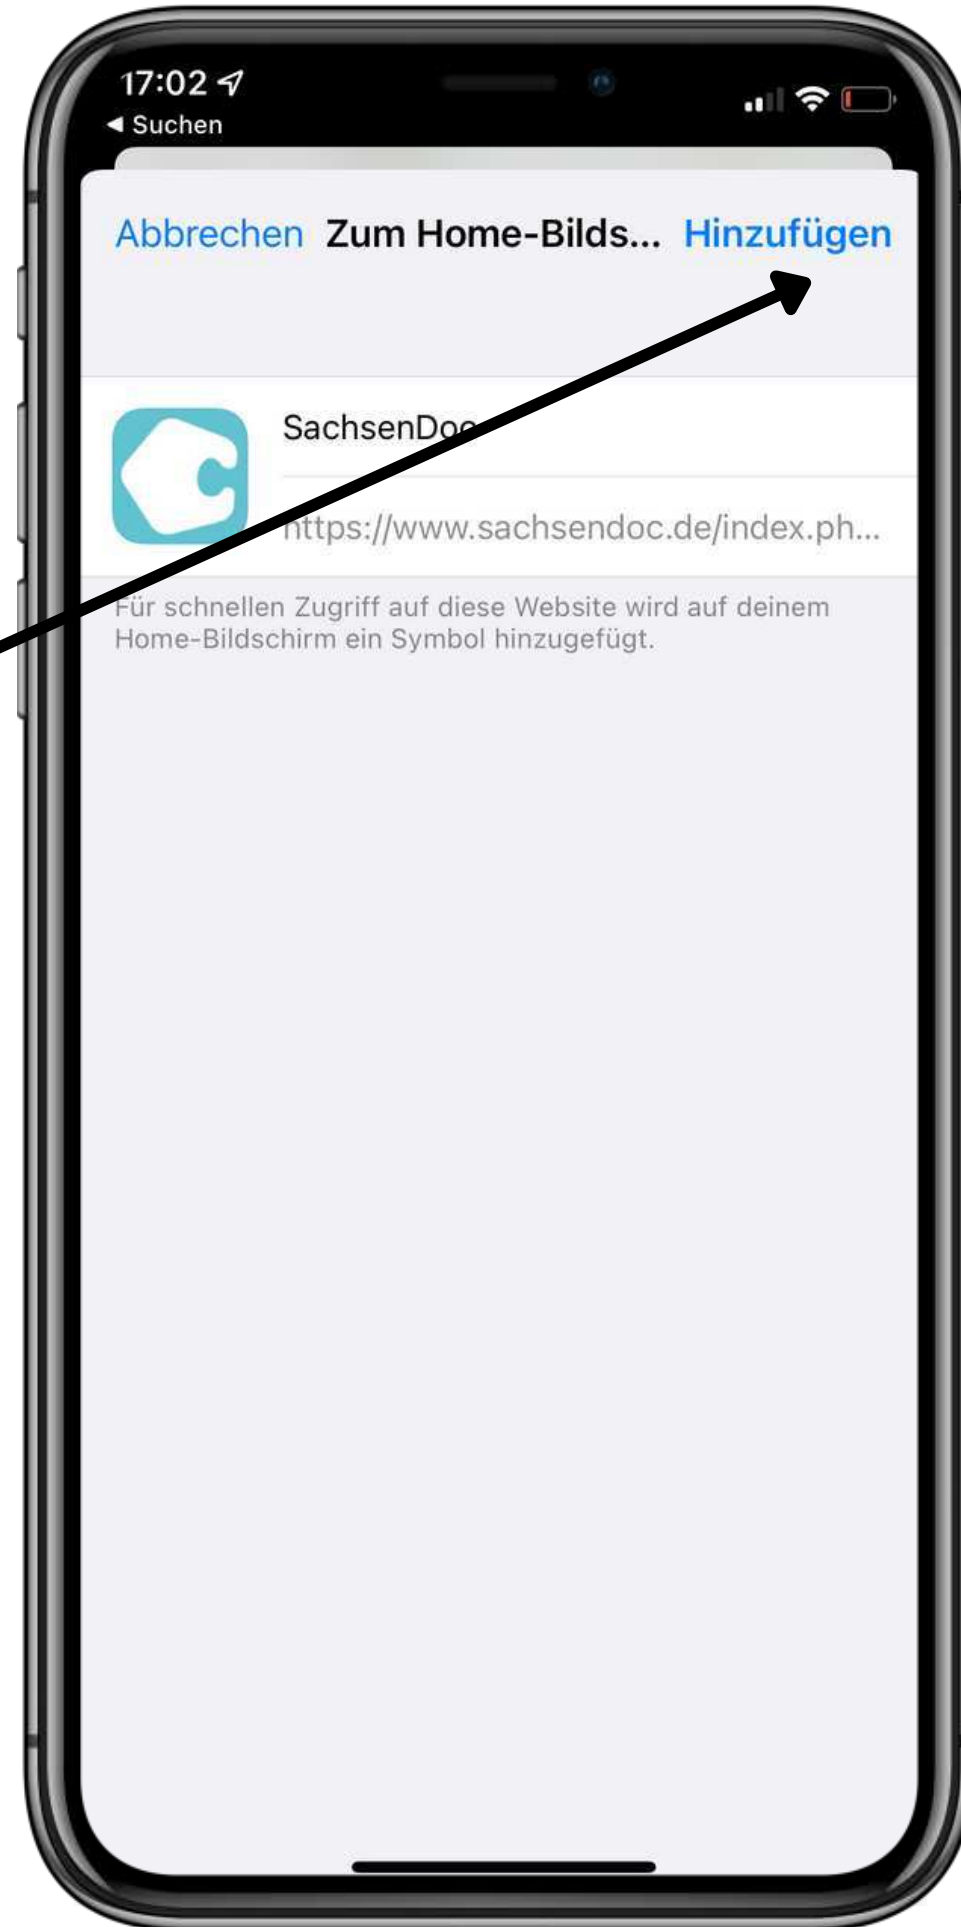 17:02
◀ Suchen
Abbrechen Zum Home-Bilds... Hinzufügen
SachsenDoc
https://www.sachsendoc.de/index.ph...
Für schnellen Zugriff auf diese Website wird auf deinem
Home-Bildschirm ein Symbol hinzugefügt.